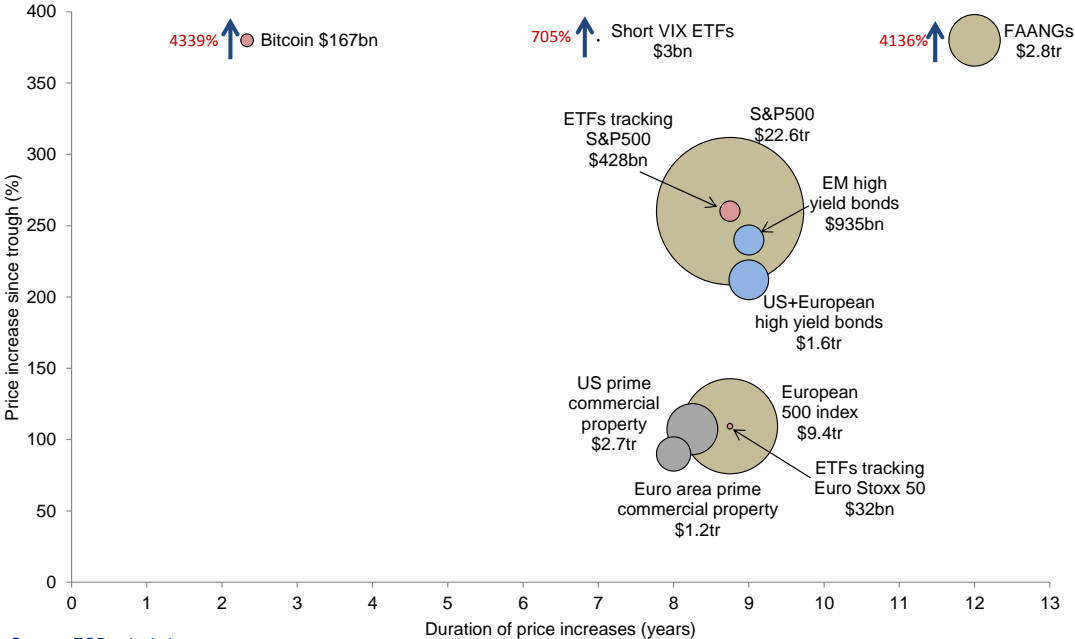 400
350
300
250
200
150
100
50
0
Price increase since trough (%)
4339%
Bitcoin $167bn
705%
Short VIX ETFs
$3bn
4136%
FAANGs
$2.8tr
ETFs tracking
S&P500
$428bn
S&P500
$22.6tr
EM high
yield bonds
$935bn
US+European
high yield bonds
$1.6tr
US prime
commercial
property
$2.7tr
European
500 index
$9.4tr
Euro area prime
commercial property
$1.2tr
ETFs tracking
Euro Stoxx 50
$32bn
0 1 2 3 4 5 6 7 8 9 10 11 12 13
Duration of price increases (years)